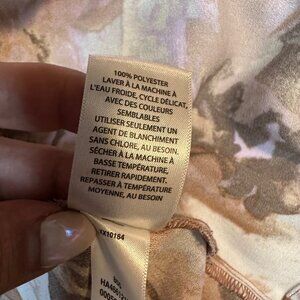 100% POLYESTER
LAVER À LA MACHINE À
L'EAU FROIDE, CYCLE DÉLICAT,
AVEC DES COULEURS
SEMBLABLES
UTILISER SEULEMENT UN
AGENT DE BLANCHIMENT
SANS CHLORE, AU BESOIN.
SÉCHER À LA MACHINE À
BASSE TEMPÉRATURE,
RETIRER RAPIDEMENT.
REPASSER À TEMPÉRATURE
MOYENNE, AU BESOIN